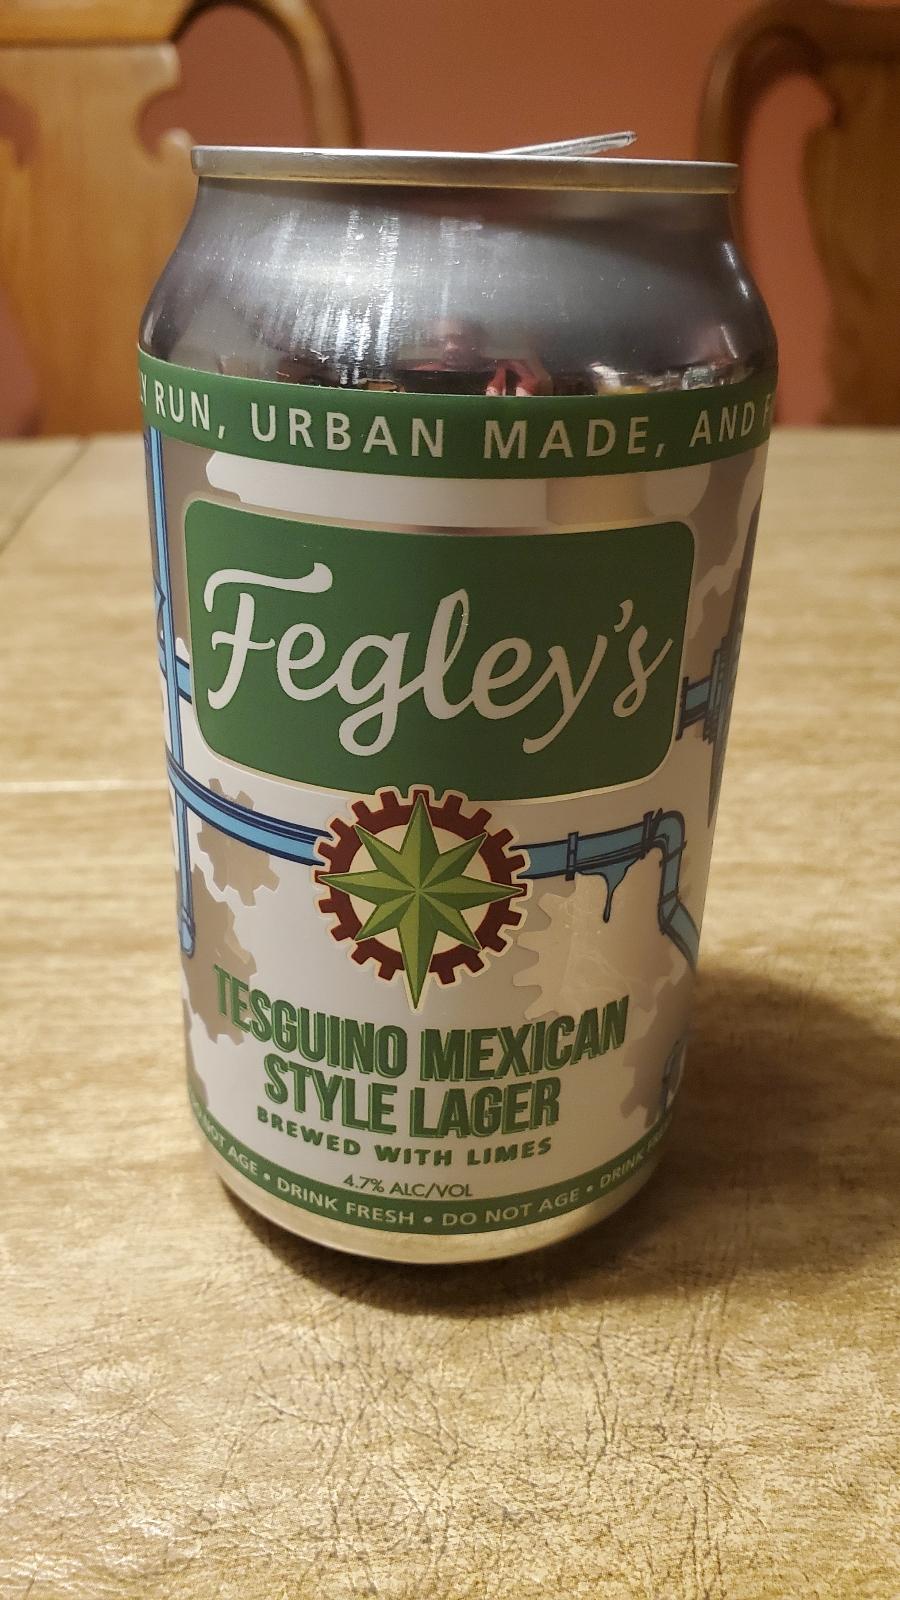 RUN, URBAN MADE, AND
Fegley's
TESGUINO MEXICAN
STYLE LAGER
BREWED WITH LIMES
4.7% ALC/VOL
NOT AGE • DRINK FRESH • DO NOT AGE • DRINK